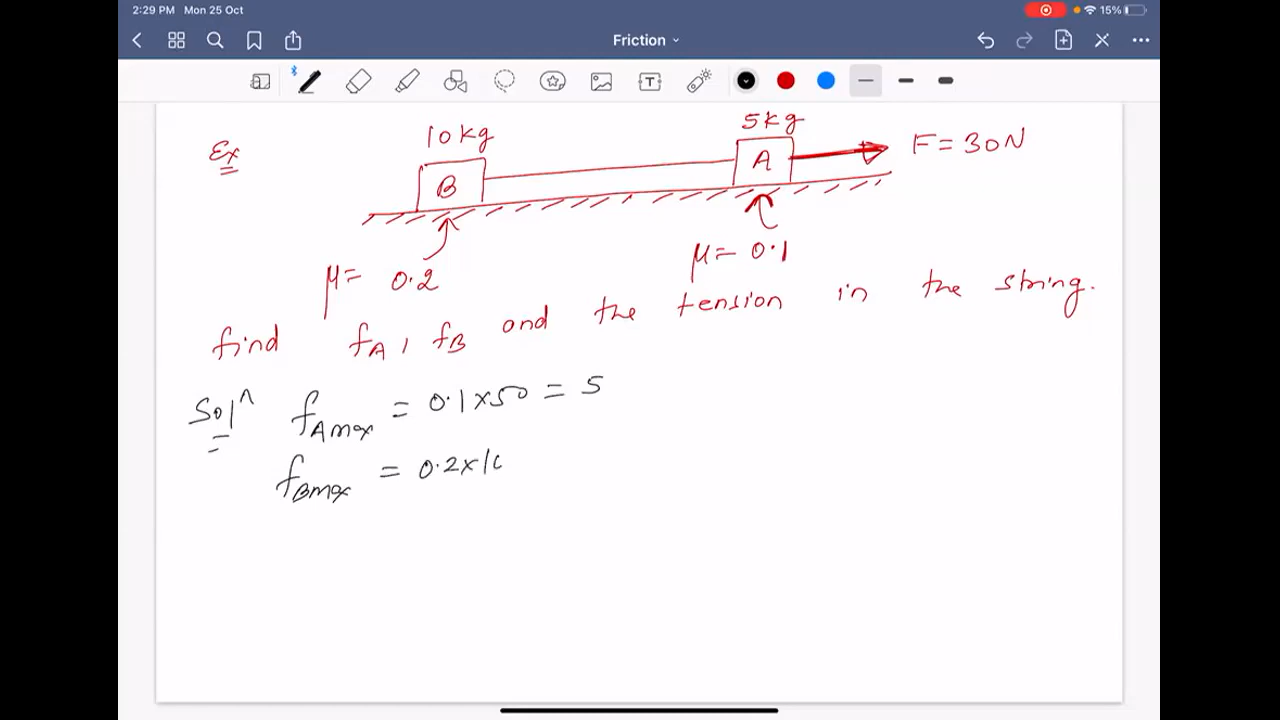 2:29 PM Mon 25 Oct
15%
Friction
T
Ex
10kg
5kg
B
A
F = 30N
μ = 0.2
μ = 0.1
find fA, fB and the tension in the string.
Solⁿ fAmax = 0.1×50 = 5
fBmax = 0.2×10